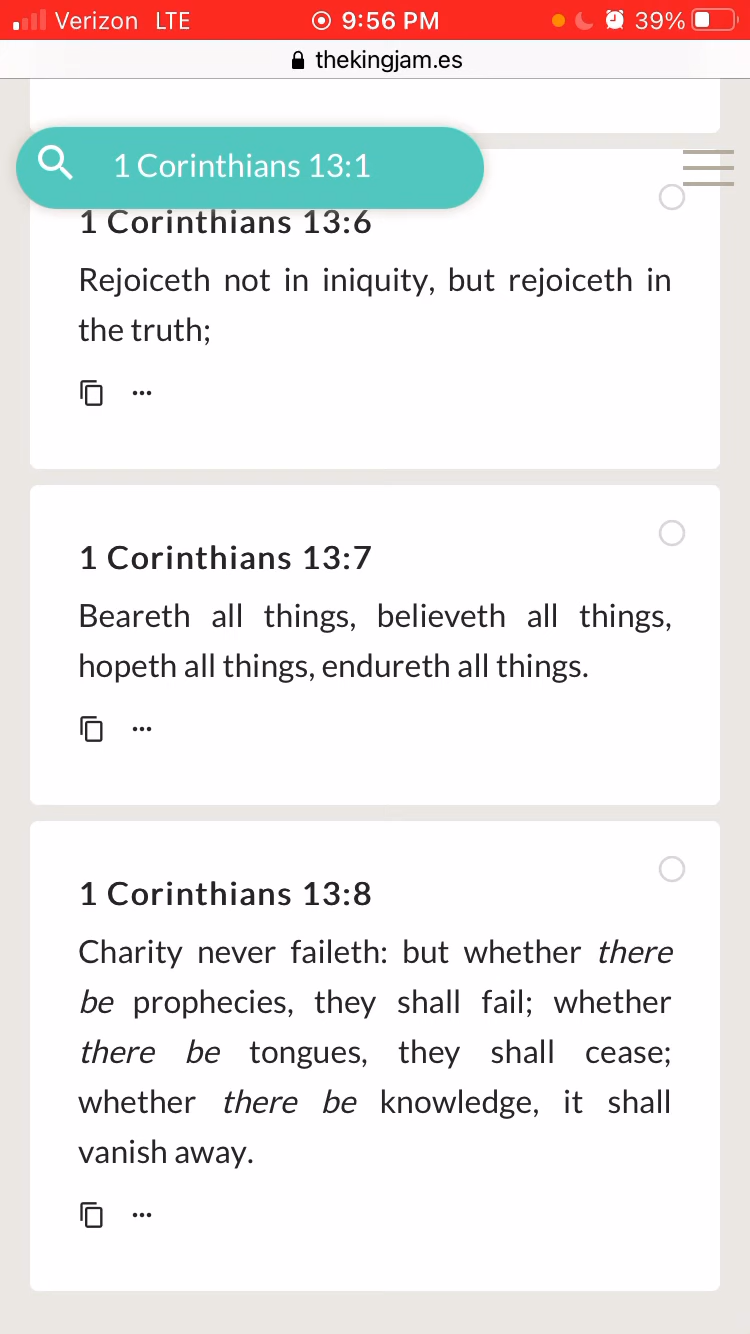 Verizon LTE 9:56 PM 39%
thekingjam.es
1 Corinthians 13:1
1 Corinthians 13:6
Rejoiceth not in iniquity, but rejoiceth in
the truth;
1 Corinthians 13:7
Beareth all things, believeth all things,
hopeth all things, endureth all things.
1 Corinthians 13:8
Charity never faileth: but whether there
be prophecies, they shall fail; whether
there be tongues, they shall cease;
whether there be knowledge, it shall
vanish away.